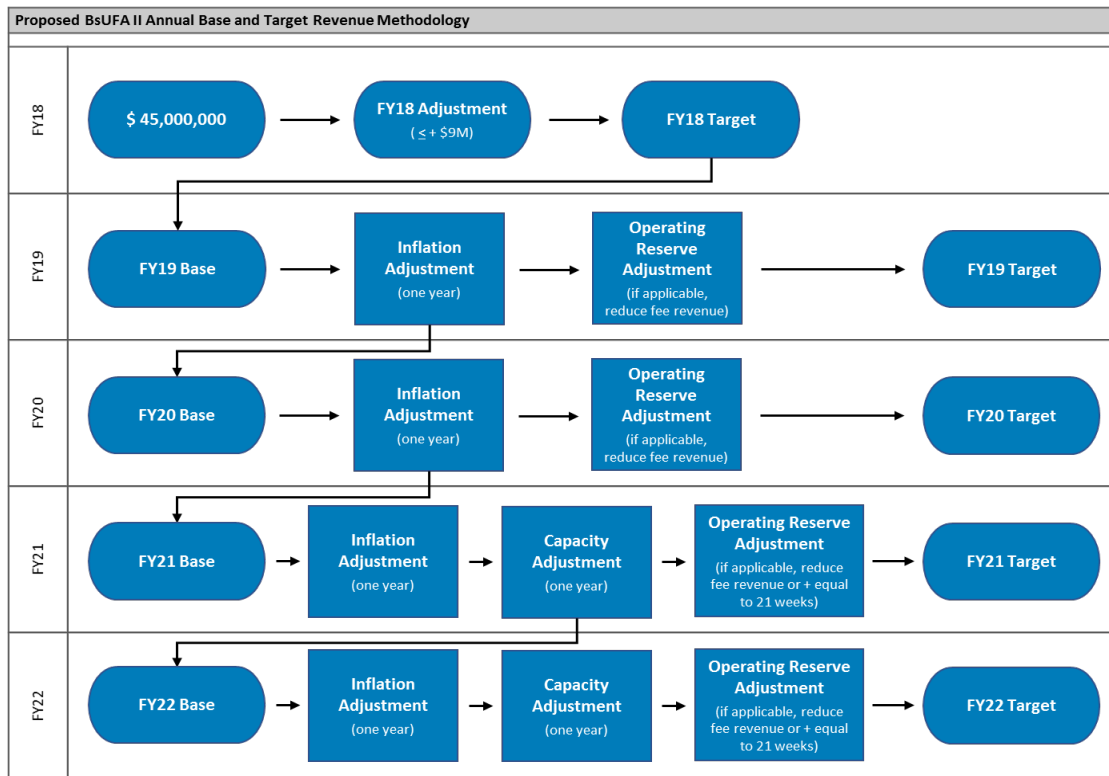 Proposed BsUFA II Annual Base and Target Revenue Methodology
FY18
$ 45,000,000
FY18 Adjustment
( ≤ + $9M)
FY18 Target
FY19
FY19 Base
Inflation
Adjustment
(one year)
Operating
Reserve
Adjustment
(if applicable,
reduce fee revenue)
FY19 Target
FY20
FY20 Base
Inflation
Adjustment
(one year)
Operating
Reserve
Adjustment
(if applicable,
reduce fee revenue)
FY20 Target
FY21
FY21 Base
Inflation
Adjustment
(one year)
Capacity
Adjustment
(one year)
Operating Reserve
Adjustment
(if applicable, reduce
fee revenue or + equal
to 21 weeks)
FY21 Target
FY22
FY22 Base
Inflation
Adjustment
(one year)
Capacity
Adjustment
(one year)
Operating Reserve
Adjustment
(if applicable, reduce
fee revenue or + equal
to 21 weeks)
FY22 Target